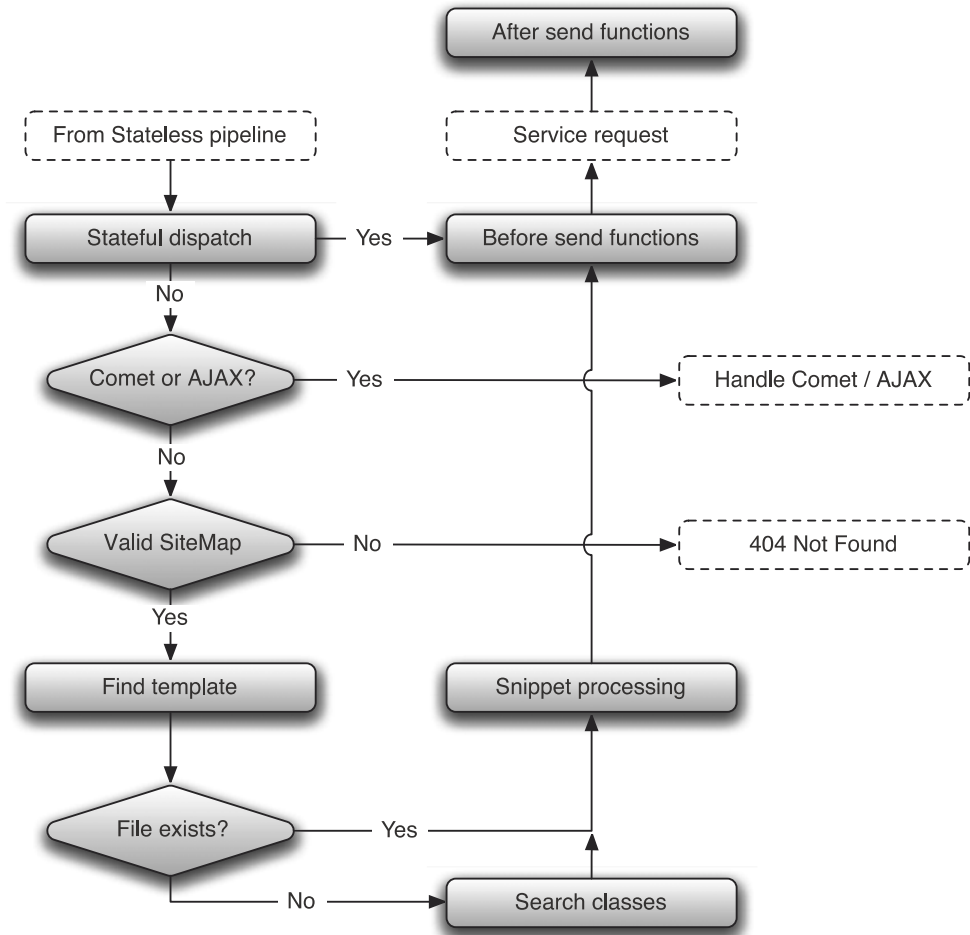 After send functions
From Stateless pipeline
Service request
Stateful dispatch
Yes
Before send functions
No
Comet or AJAX?
Yes
Handle Comet / AJAX
No
Valid SiteMap
No
404 Not Found
Yes
Find template
Snippet processing
File exists?
Yes
No
Search classes